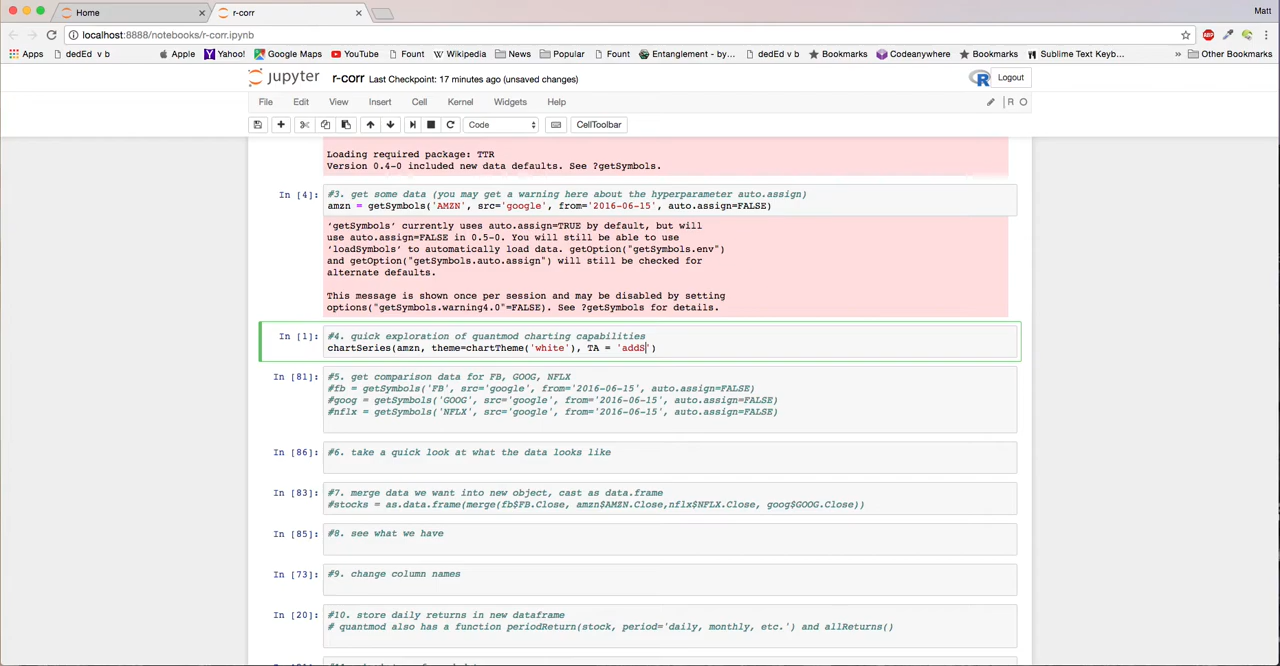 Home
r-corr
Matt
localhost:8888/notebooks/r-corr.ipynb
Apps dedEd v b Apple Yahoo! Google Maps YouTube Fount Wikipedia News Popular Fount Entanglement - dedEd v b Bookmarks Codeanywhere Bookmarks Sublime Text Keyb... » Other Bookmarks
jupyter r-corr Last Checkpoint: 17 minutes ago (unsaved changes) R Logout
File Edit View Insert Cell Kernel Widgets Help R
Code CellToolbar
Loading required package: TTR
Version 0.4-0 included new data defaults. See ?getSymbols.
In [4]: #3. get some data (you may get a warning here about the hyperparameter auto.assign)
amzn = getSymbols('AMZN', src='google', from='2016-06-15', auto.assign=FALSE)
‘getSymbols’ currently uses auto.assign=TRUE by default, but will
use auto.assign=FALSE in 0.5-0. You will still be able to use
‘loadSymbols’ to automatically load data. getOption("getSymbols.env")
and getOption("getSymbols.auto.assign") will still be checked for
alternate defaults.
This message is shown once per session and may be disabled by setting
options("getSymbols.warning4.0"=FALSE). See ?getSymbols for details.
In [1]: #4. quick exploration of quantmod charting capabilities
chartSeries(amzn, theme=chartTheme('white'), TA = 'addS')
In [81]: #5. get comparison data for FB, GOOG, NFLX
#fb = getSymbols('FB', src='google', from='2016-06-15', auto.assign=FALSE)
#goog = getSymbols('GOOG', src='google', from='2016-06-15', auto.assign=FALSE)
#nflx = getSymbols('NFLX', src='google', from='2016-06-15', auto.assign=FALSE)
In [86]: #6. take a quick look at what the data looks like
In [83]: #7. merge data we want into new object, cast as data.frame
#stocks = as.data.frame(merge(fb$FB.Close, amzn$AMZN.Close,nflx$NFLX.Close, goog$GOOG.Close))
In [85]: #8. see what we have
In [73]: #9. change column names
In [20]: #10. store daily returns in new dataframe
# quantmod also has a function periodReturn(stock, period='daily, monthly, etc.') and allReturns()